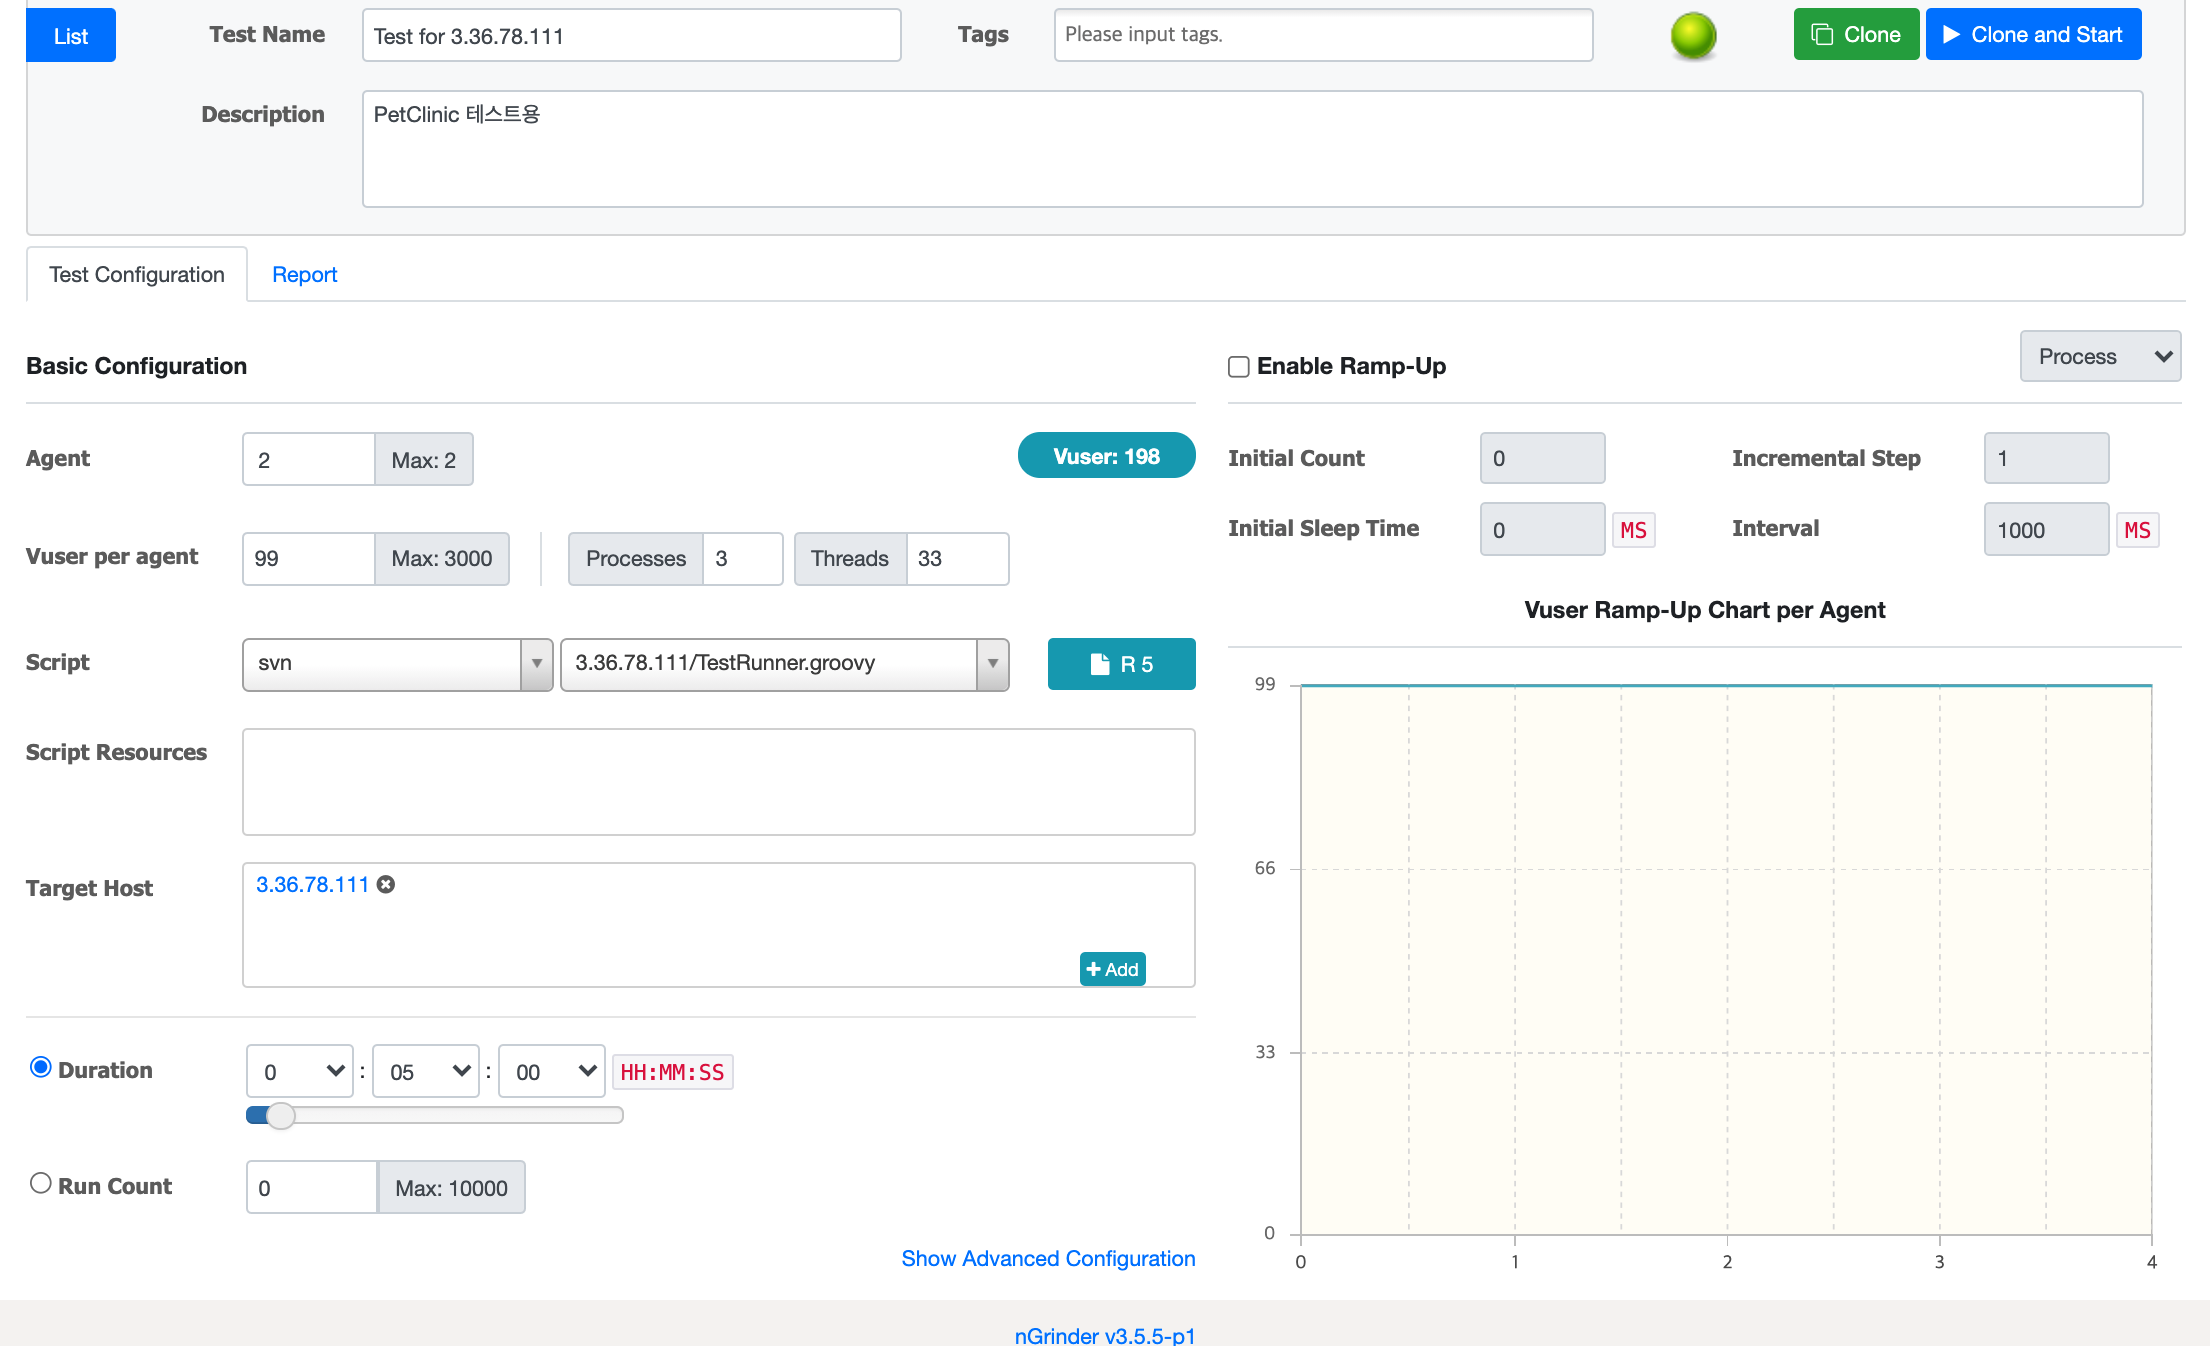 List
Test Name
Test for 3.36.78.111
Tags
Please input tags.
Clone
Clone and Start
Description
PetClinic 테스트용
Test Configuration
Report
Basic Configuration
Enable Ramp-Up
Process
Agent
2
Max: 2
Vuser: 198
Initial Count
0
Incremental Step
1
Vuser per agent
99
Max: 3000
Processes
3
Threads
33
Initial Sleep Time
0
MS
Interval
1000
MS
Vuser Ramp-Up Chart per Agent
Script
svn
3.36.78.111/TestRunner.groovy
R 5
Script Resources
Target Host
3.36.78.111
Add
Duration
0 : 05 : 00
HH:MM:SS
Run Count
0
Max: 10000
Show Advanced Configuration
99
66
33
0
0 1 2 3 4
nGrinder v3.5.5-p1